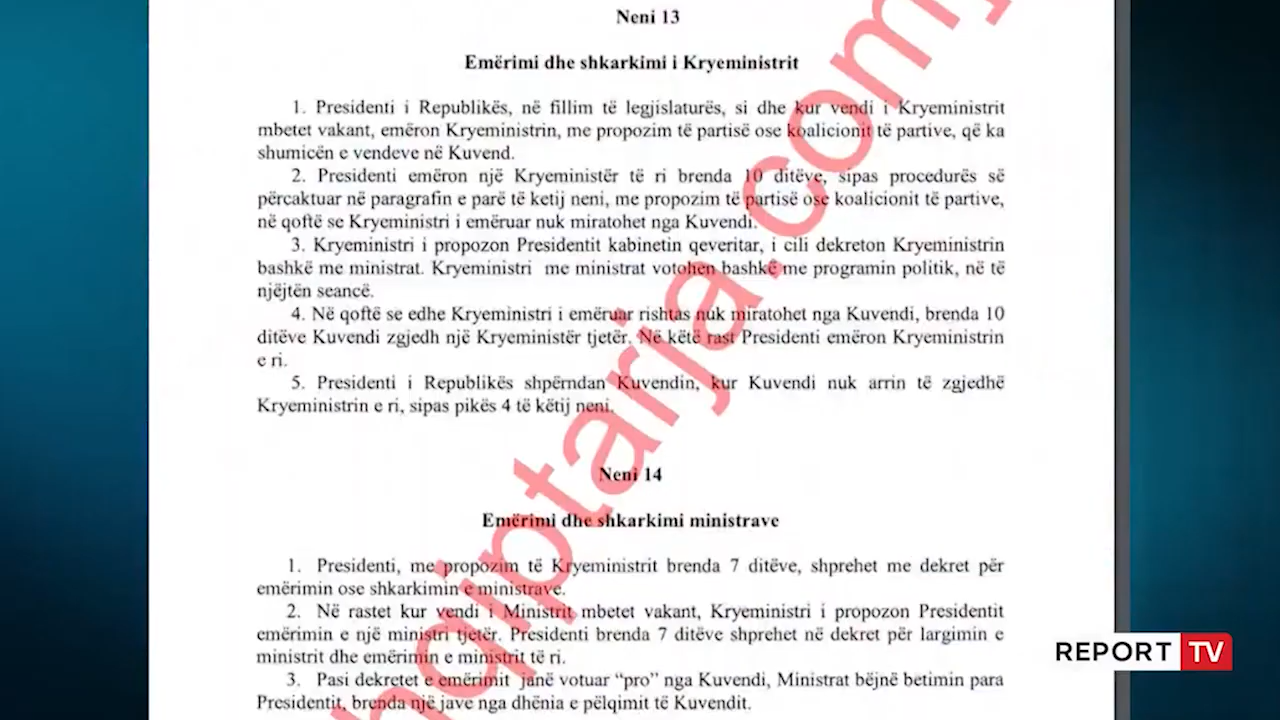 Neni 13
Emërimi dhe shkarkimi i Kryeministrit
1. Presidenti i Republikës, në fillim të legjislaturës, si dhe kur vendi i Kryeministrit
mbetet vakant, emëron Kryeministrin, me propozim të partisë ose koalicionit të partive, që ka
shumicën e vendeve në Kuvend.
2. Presidenti emëron një Kryeministër të ri brenda 10 ditëve, sipas procedurës së
përcaktuar në paragrafin e parë të ketij neni, me propozim të partisë ose koalicionit të partive,
në qoftë se Kryeministri i emëruar nuk miratohet nga Kuvendi.
3. Kryeministri i propozon Presidentit kabinetin qeveritar, i cili dekreton Kryeministrin
bashkë me ministrat. Kryeministri me ministrat votohen bashkë me programin politik, në të
njëjtën seancë.
4. Në qoftë se edhe Kryeministri i emëruar rishtas nuk miratohet nga Kuvendi, brenda 10
ditëve Kuvendi zgjedh një Kryeministër tjetër. Në këtë rast Presidenti emëron Kryeministrin
e ri.
5. Presidenti i Republikës shpërndan Kuvendin, kur Kuvendi nuk arrin të zgjedhë
Kryeministrin e ri, sipas pikës 4 të këtij neni.
Neni 14
Emërimi dhe shkarkimi ministrave
1. Presidenti, me propozim të Kryeministrit brenda 7 ditëve, shprehet me dekret për
emërimin ose shkarkimin e ministrave.
2. Në rastet kur vendi i Ministrit mbetet vakant, Kryeministri i propozon Presidentit
emërimin e një ministri tjetër. Presidenti brenda 7 ditëve shprehet në dekret për largimin e
ministrit dhe emërimin e ministrit të ri.
3. Pasi dekretet e emërimit janë votuar “pro” nga Kuvendi, Ministrat bëjnë betimin para
Presidentit, brenda një jave nga dhënia e pëlqimit të Kuvendit.
hqiptarja.com
REPORT TV